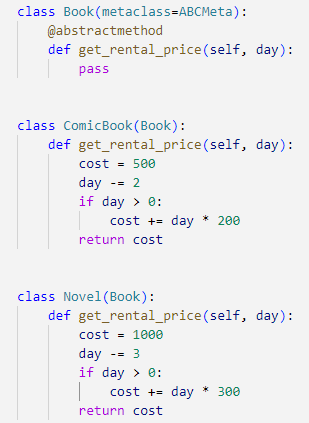 class Book(metaclass=ABCMeta):
    @abstractmethod
    def get_rental_price(self, day):
        pass
class ComicBook(Book):
    def get_rental_price(self, day):
        cost = 500
        day -= 2
        if day > 0:
            cost += day * 200
        return cost
class Novel(Book):
    def get_rental_price(self, day):
        cost = 1000
        day -= 3
        if day > 0:
            cost += day * 300
        return cost